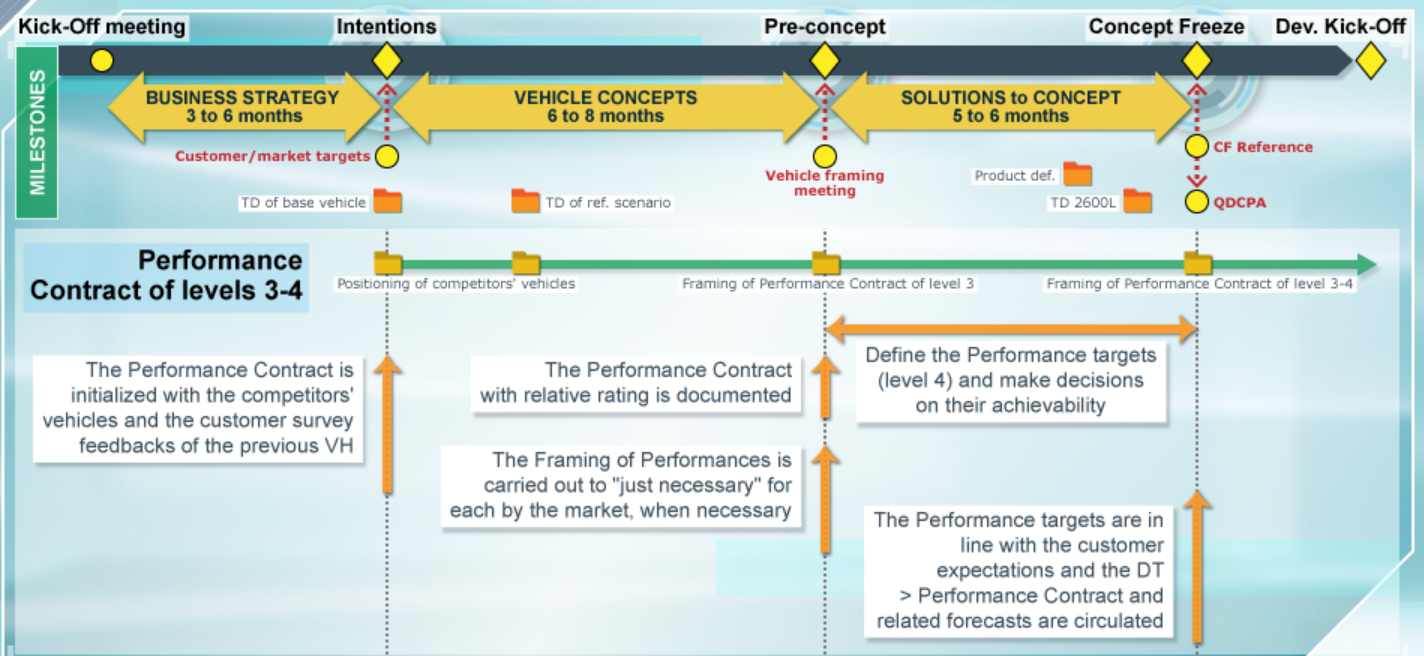 Kick-Off meeting
Intentions
Pre-concept
Concept Freeze
Dev. Kick-Off
MILESTONES
BUSINESS STRATEGY
3 to 6 months
VEHICLE CONCEPTS
6 to 8 months
SOLUTIONS to CONCEPT
5 to 6 months
Customer/market targets
Vehicle framing
meeting
CF Reference
Product def.
TD of base vehicle
TD of ref. scenario
TD 2600L
QDCPA
Performance
Contract of levels 3-4
Positioning of competitors' vehicles
Framing of Performance Contract of level 3
Framing of Performance Contract of level 3-4
The Performance Contract is
initialized with the competitors'
vehicles and the customer survey
feedbacks of the previous VH
The Performance Contract
with relative rating is documented
The Framing of Performances is
carried out to "just necessary" for
each by the market, when necessary
Define the Performance targets
(level 4) and make decisions
on their achievability
The Performance targets are in
line with the customer
expectations and the DT
> Performance Contract and
related forecasts are circulated